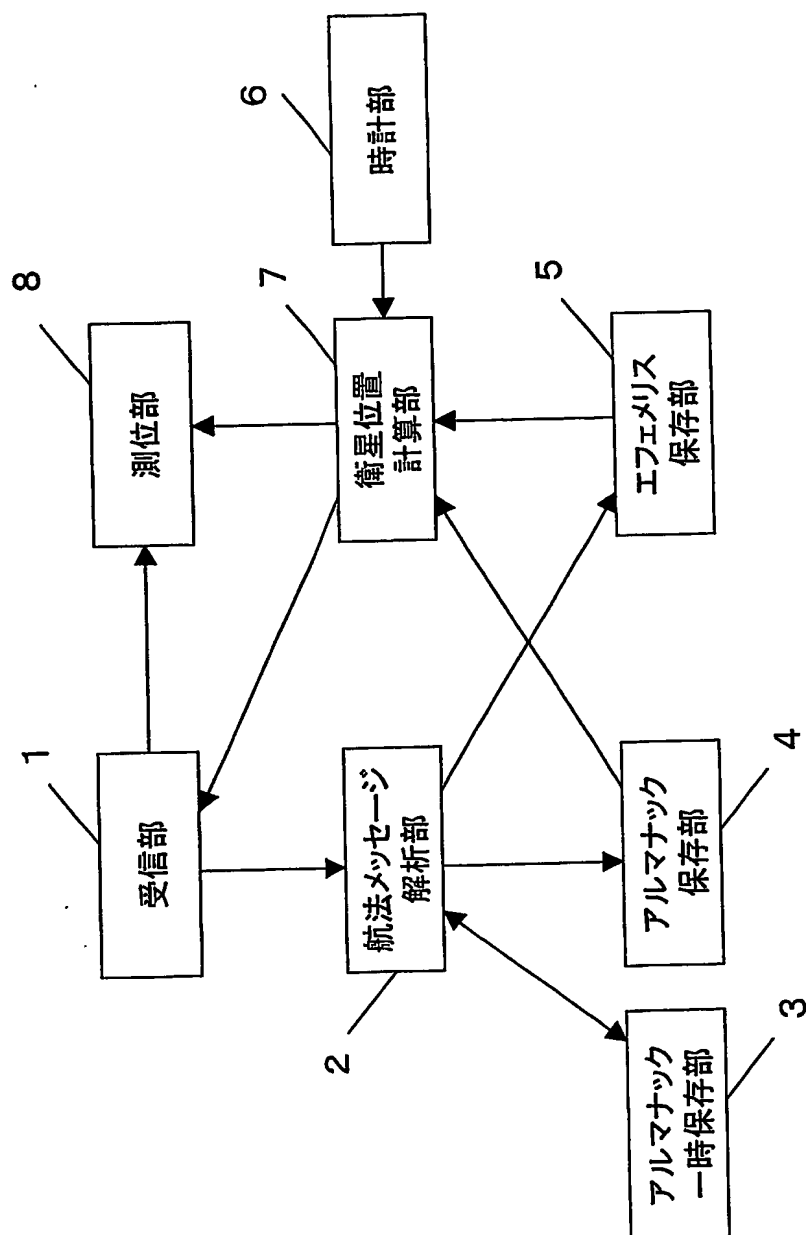 1
受信部
8
測位部
6
時計部
2
航法メッセージ
解析部
7
衛星位置
計算部
3
アルマナック
一時保存部
4
アルマナック
保存部
5
エフェメリス
保存部